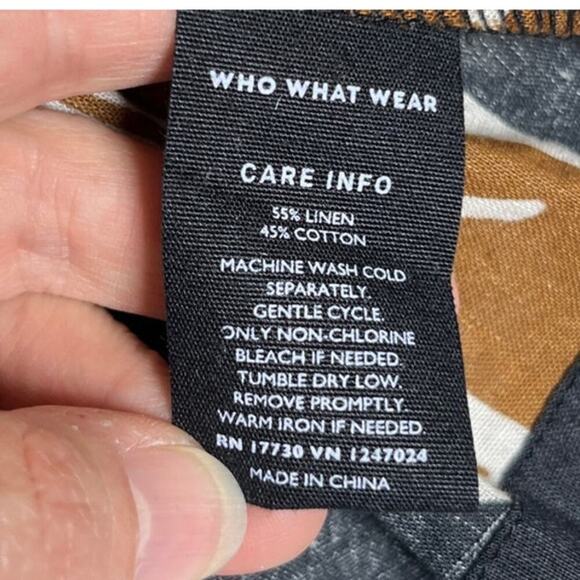 WHO WHAT WEAR
CARE INFO
55% LINEN
45% COTTON
MACHINE WASH COLD
SEPARATELY.
GENTLE CYCLE.
ONLY NON-CHLORINE
BLEACH IF NEEDED.
TUMBLE DRY LOW.
REMOVE PROMPTLY.
WARM IRON IF NEEDED.
RN 17730 VN 1247024
MADE IN CHINA